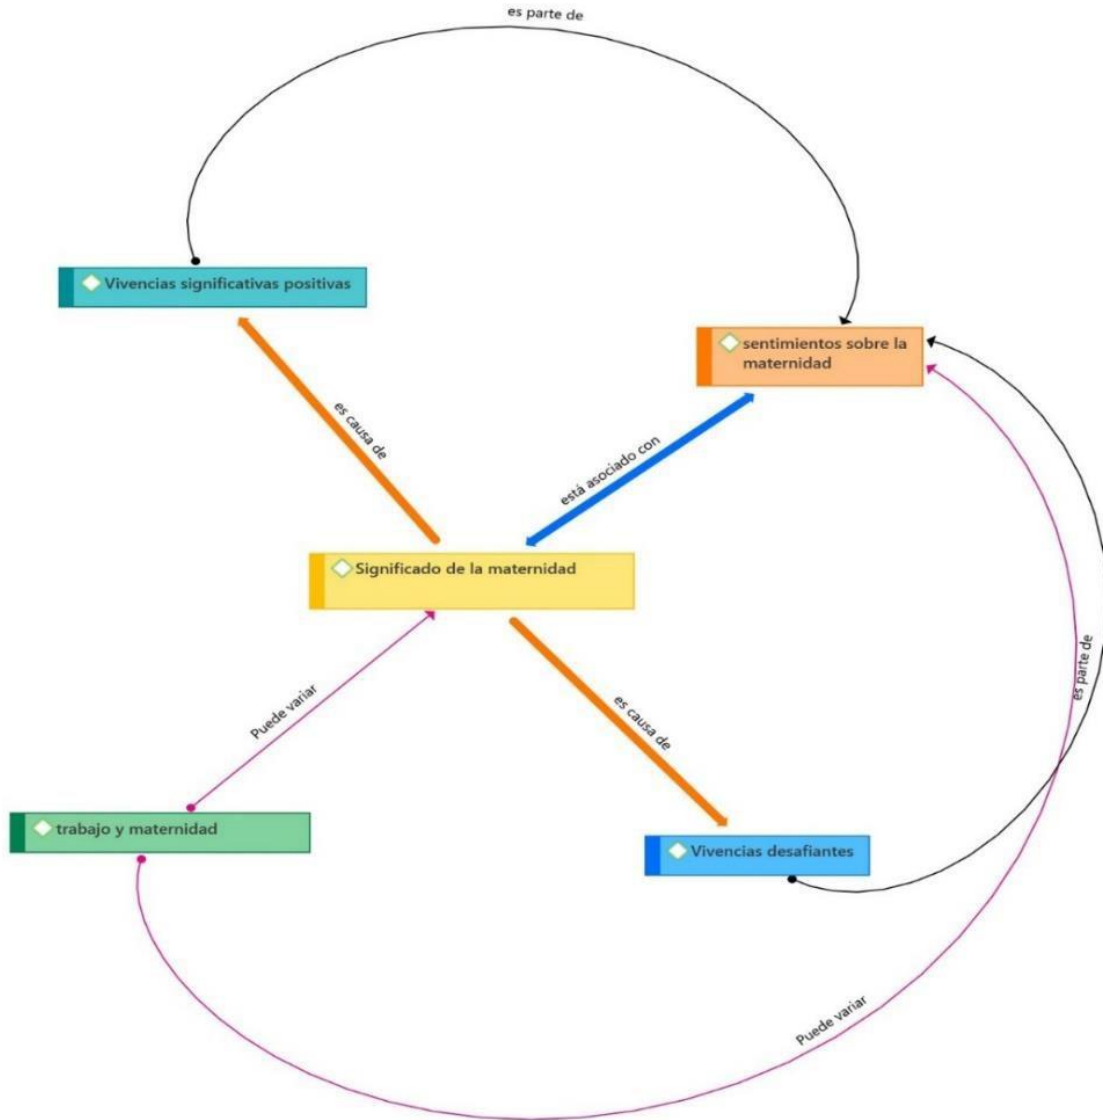 es parte de
Vivencias significativas positivas
sentimientos sobre la
maternidad
es causa de
está asociado con
Significado de la maternidad
Puede variar
es causa de
es parte de
trabajo y maternidad
Vivencias desafiantes
Puede variar